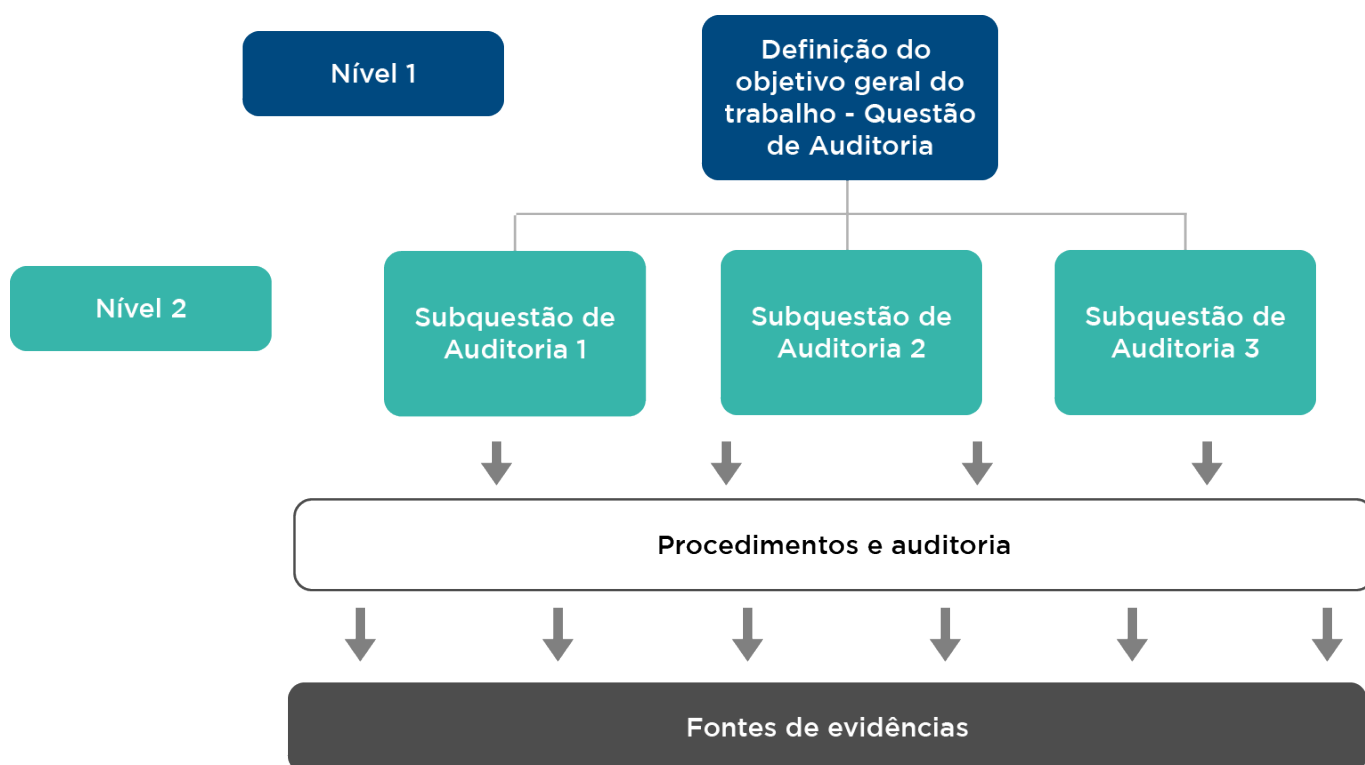 Nível 1
Definição do
objetivo geral do
trabalho - Questão
de Auditoria
Nível 2
Subquestão de
Auditoria 1
Subquestão de
Auditoria 2
Subquestão de
Auditoria 3
Procedimentos e auditoria
Fontes de evidências